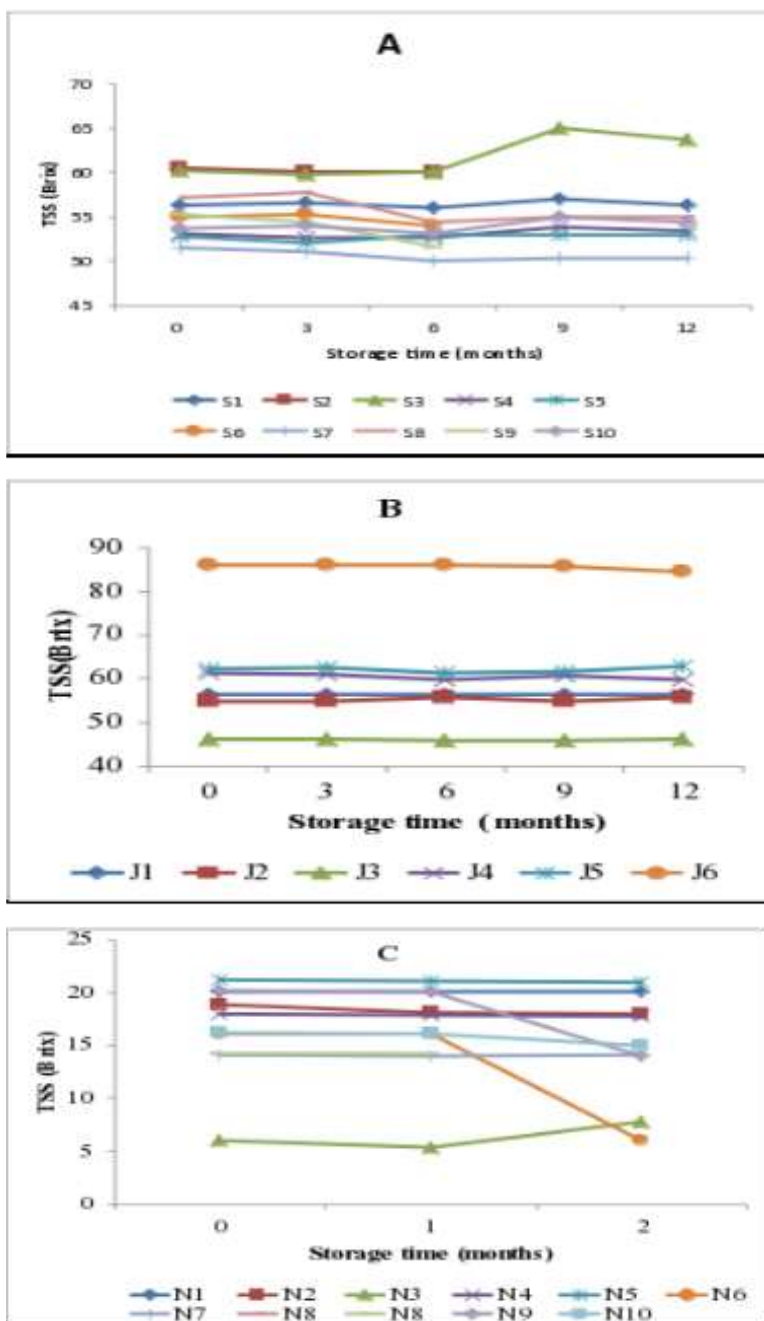 A
70
65
60
55
50
45
TSS (Brix)
0 3 6 9 12
Storage time (months)
S1 S2 S3 S4 S5
S6 S7 S8 S9 S10
B
90
80
70
60
50
40
TSS(Brix)
0 3 6 9 12
Storage time ( months)
J1 J2 J3 J4 J5 J6
C
25
20
15
10
5
0
TSS (Brix)
0 1 2
Storage time (months)
N1 N2 N3 N4 N5 N6
N7 N8 N8 N9 N10